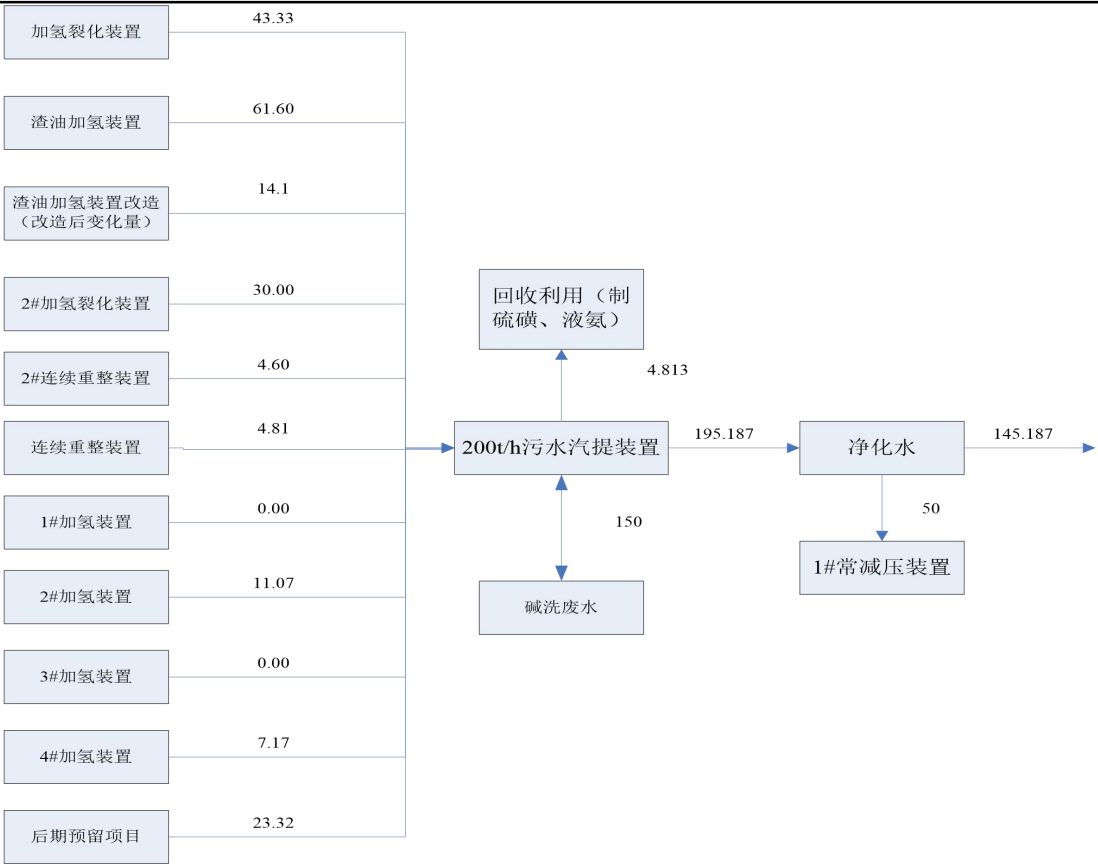 加氢裂化装置
43.33
渣油加氢装置
61.60
渣油加氢装置改造
（改造后变化量）
14.1
2#加氢裂化装置
30.00
2#连续重整装置
4.60
连续重整装置
4.81
1#加氢装置
0.00
2#加氢装置
11.07
3#加氢装置
0.00
4#加氢装置
7.17
后期预留项目
23.32
回收利用（制
硫磺、液氨）
4.813
200t/h污水汽提装置
195.187
净化水
145.187
150
碱洗废水
50
1#常减压装置